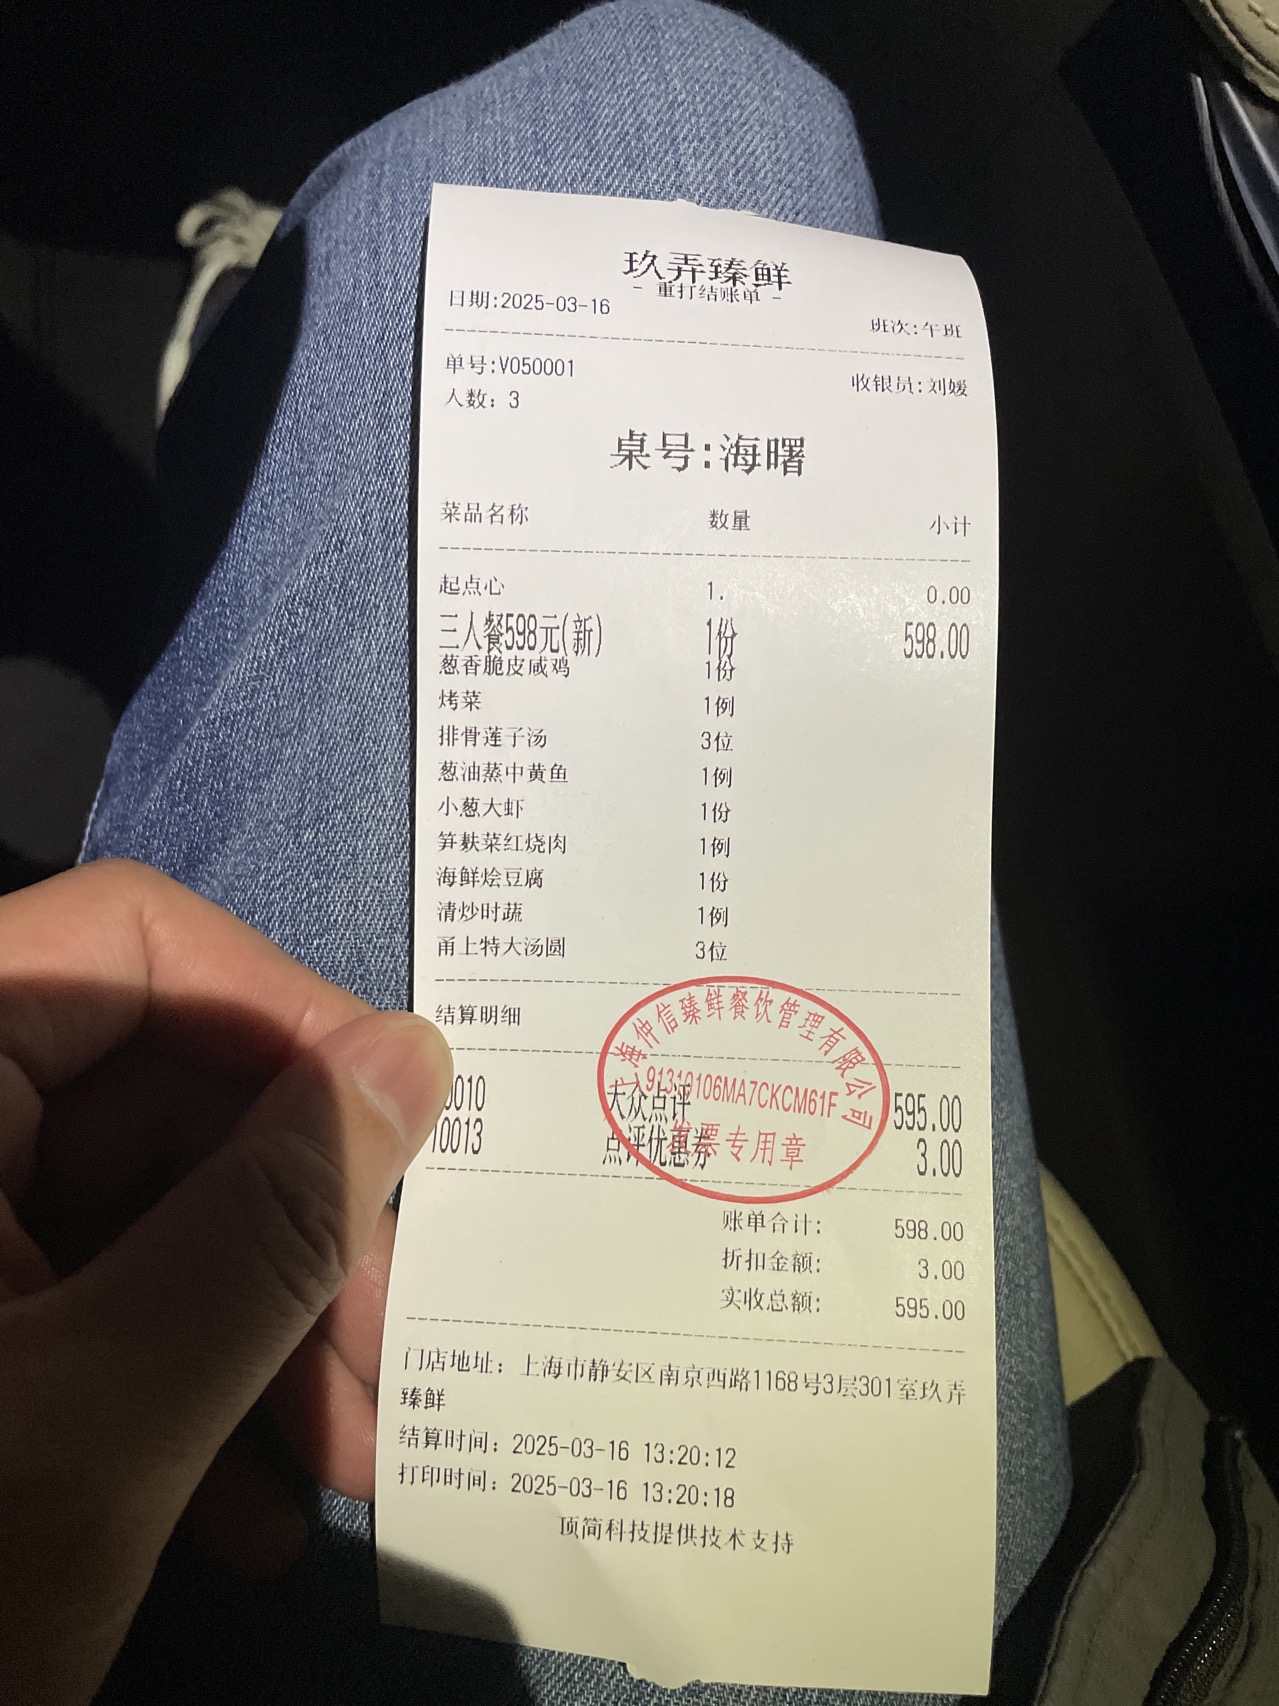 玖弄臻鲜
- 重打结账单 -
日期:2025-03-16 班次:午班
单号:V050001 收银员:刘媛
人数: 3
桌号:海曙
菜品名称 数量 小计
起点心 1. 0.00
三人餐598元(新) 1份 598.00
葱香脆皮咸鸡 1份
烤菜 1例
排骨莲子汤 3位
葱油蒸中黄鱼 1例
小葱大虾 1份
笋麸菜红烧肉 1例
海鲜烩豆腐 1份
清炒时蔬 1例
甬上特大汤圆 3位
结算明细
上海仲信臻鲜餐饮管理有限公司
91310106MA7CKCM61F
发票专用章
0010 大众点评 595.00
10013 点评优惠券 3.00
账单合计: 598.00
折扣金额: 3.00
实收总额: 595.00
门店地址: 上海市静安区南京西路1168号3层301室玖弄
臻鲜
结算时间: 2025-03-16 13:20:12
打印时间: 2025-03-16 13:20:18
顶简科技提供技术支持